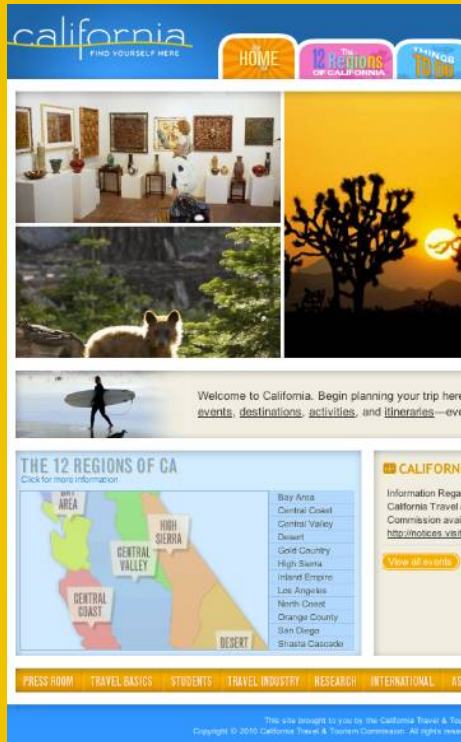 california
FIND YOURSELF HERE
HOME
The
12 Regions
OF CALIFORNIA
THINGS
TO DO
Welcome to California. Begin planning your trip here
events, destinations, activities, and itineraries—eve
THE 12 REGIONS OF CA
Click for more information
BAY
AREA
HIGH
SIERRA
CENTRAL
VALLEY
CENTRAL
COAST
DESERT
Bay Area
Central Coast
Central Valley
Desert
Gold Country
High Sierra
Inland Empire
Los Angeles
North Coast
Orange County
San Diego
Shasta Cascade
CALIFORNI
Information Rega
California Travel
Commission avai
http://notices.visit
View all events
PRESS ROOM TRAVEL BASICS STUDENTS TRAVEL INDUSTRY RESEARCH INTERNATIONAL AS
This site brought to you by the California Travel & Tou
Copyright © 2010 California Travel & Tourism Commission. All rights rese